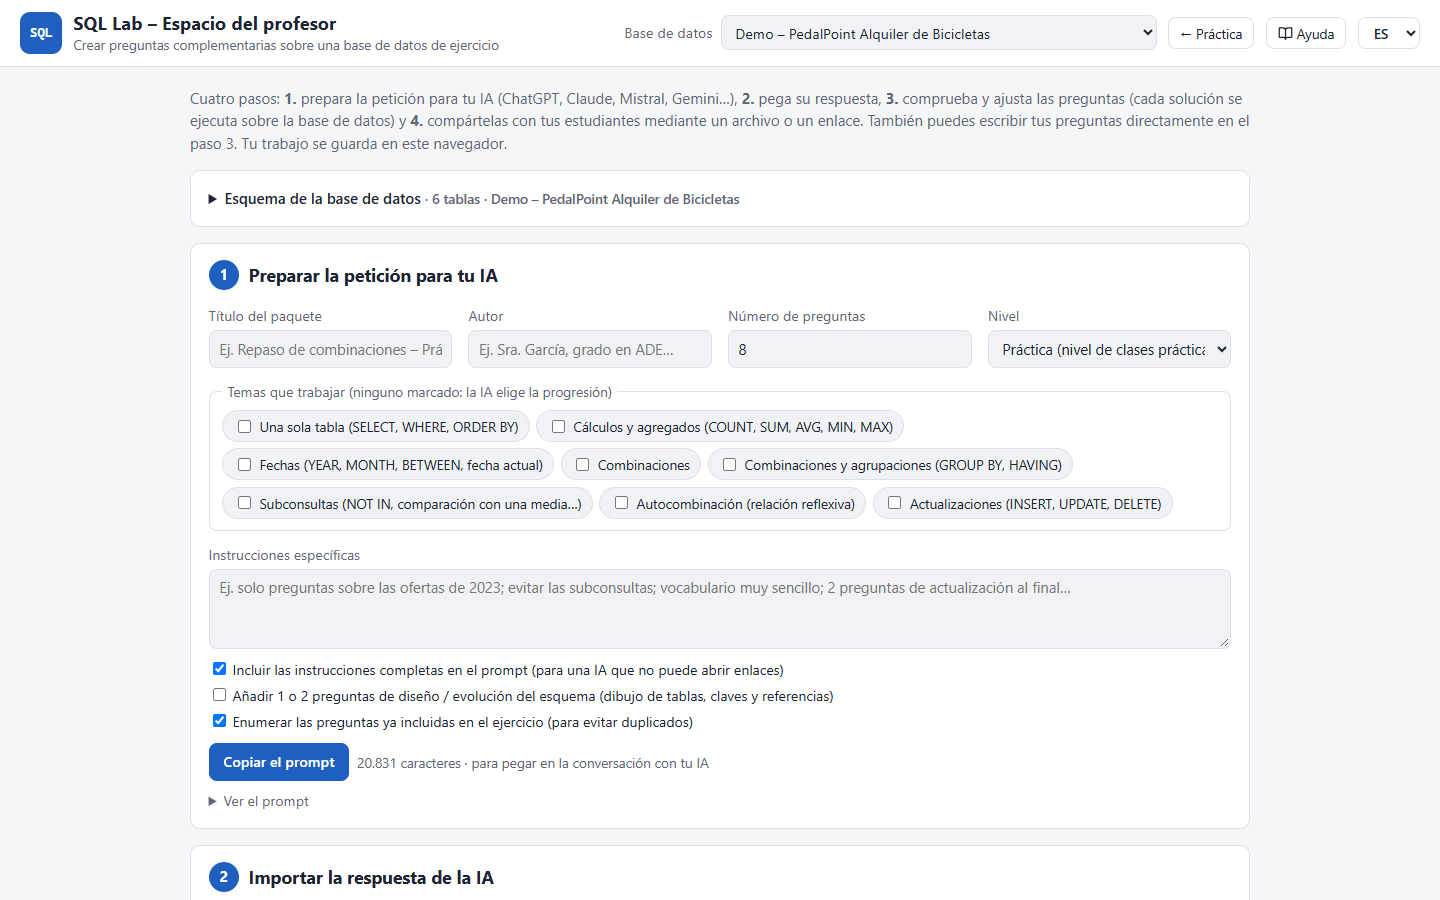 SQL
SQL Lab – Espacio del profesor
Crear preguntas complementarias sobre una base de datos de ejercicio
Base de datos
Demo – PedalPoint Alquiler de Bicicletas
← Práctica
Ayuda
ES
Cuatro pasos: 1. prepara la petición para tu IA (ChatGPT, Claude, Mistral, Gemini...), 2. pega su respuesta, 3. comprueba y ajusta las preguntas (cada solución se
ejecuta sobre la base de datos) y 4. compártelas con tus estudiantes mediante un archivo o un enlace. También puedes escribir tus preguntas directamente en el
paso 3. Tu trabajo se guarda en este navegador.
Esquema de la base de datos · 6 tablas · Demo – PedalPoint Alquiler de Bicicletas
1 Preparar la petición para tu IA
Título del paquete
Autor
Número de preguntas
Nivel
Ej. Repaso de combinaciones – Prá
Ej. Sra. García, grado en ADE...
8
Práctica (nivel de clases práctica
Temas que trabajar (ninguno marcado: la IA elige la progresión)
Una sola tabla (SELECT, WHERE, ORDER BY)
Cálculos y agregados (COUNT, SUM, AVG, MIN, MAX)
Fechas (YEAR, MONTH, BETWEEN, fecha actual)
Combinaciones
Combinaciones y agrupaciones (GROUP BY, HAVING)
Subconsultas (NOT IN, comparación con una media...)
Autocombinación (relación reflexiva)
Actualizaciones (INSERT, UPDATE, DELETE)
Instrucciones específicas
Ej. solo preguntas sobre las ofertas de 2023; evitar las subconsultas; vocabulario muy sencillo; 2 preguntas de actualización al final...
Incluir las instrucciones completas en el prompt (para una IA que no puede abrir enlaces)
Añadir 1 o 2 preguntas de diseño / evolución del esquema (dibujo de tablas, claves y referencias)
Enumerar las preguntas ya incluidas en el ejercicio (para evitar duplicados)
Copiar el prompt
20.831 caracteres · para pegar en la conversación con tu IA
Ver el prompt
2 Importar la respuesta de la IA